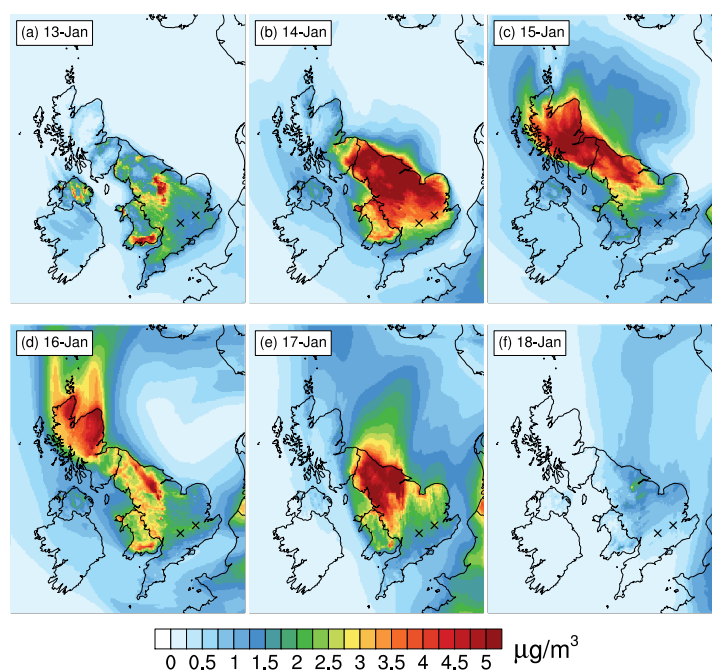 (a) 13-Jan
(b) 14-Jan
(c) 15-Jan
(d) 16-Jan
(e) 17-Jan
(f) 18-Jan
0 0.5 1 1.5 2 2.5 3 3.5 4 4.5 5 μg/m³